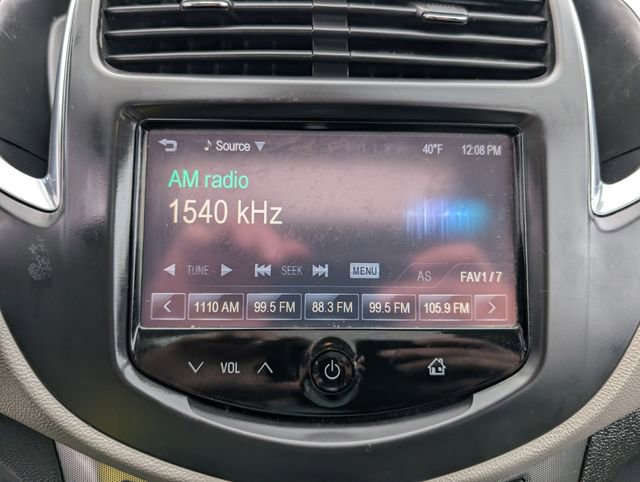 ♪ Source ▼ 40°F 12:08 PM
AM radio
1540 kHz
◀ TUNE ▶ SEEK MENU AS FAV1/7
1110 AM 99.5 FM 88.3 FM 99.5 FM 105.9 FM
VOL